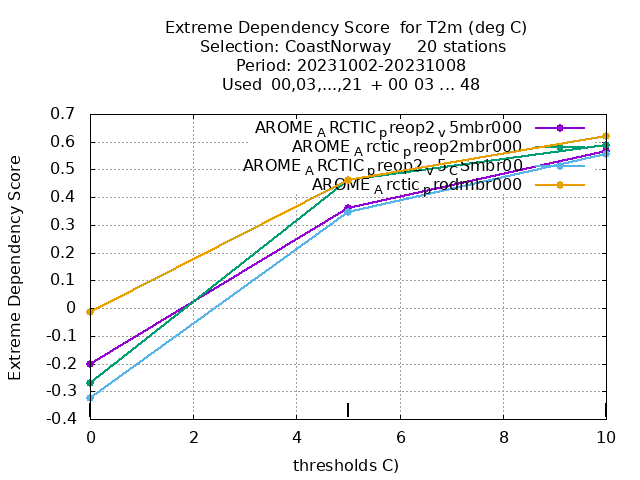 Extreme Dependency Score  for T2m (deg C)
Selection: CoastNorway     20 stations
Period: 20231002-20231008
Used  00,03,...,21  + 00 03 ... 48
Extreme Dependency Score
0.7
0.6
0.5
0.4
0.3
0.2
0.1
0
-0.1
-0.2
-0.3
-0.4
AROME_ARCTIC_preop2_v5mbr000
AROME_Arctic_preop2mbr000
AROME_ARCTIC_preop2_v5_C5mbr00
AROME_Arctic_prodmbr000
0 2 4 6 8 10
thresholds C)